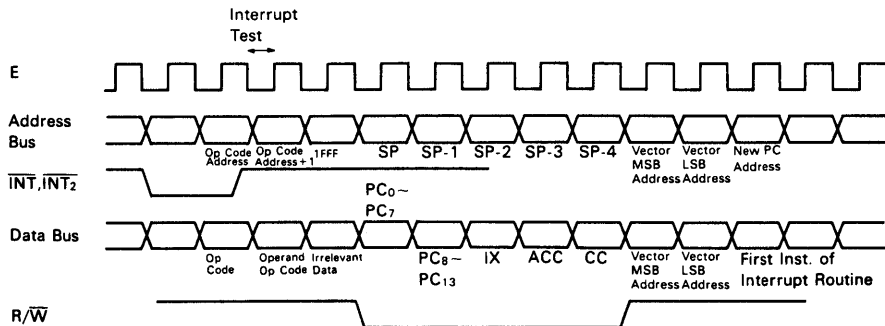 Interrupt
Test
E
Address
Bus
Op Code
Address
Op Code
Address+1
1FFF
SP
SP-1
SP-2
SP-3
SP-4
Vector
MSB
Address
Vector
LSB
Address
New PC
Address
INT, INT2
PC0~
PC7
Data Bus
Op
Code
Operand
Op Code
Irrelevant
Data
PC8~
PC13
IX
ACC
CC
Vector
MSB
Address
Vector
LSB
Address
First Inst. of
Interrupt Routine
R/W